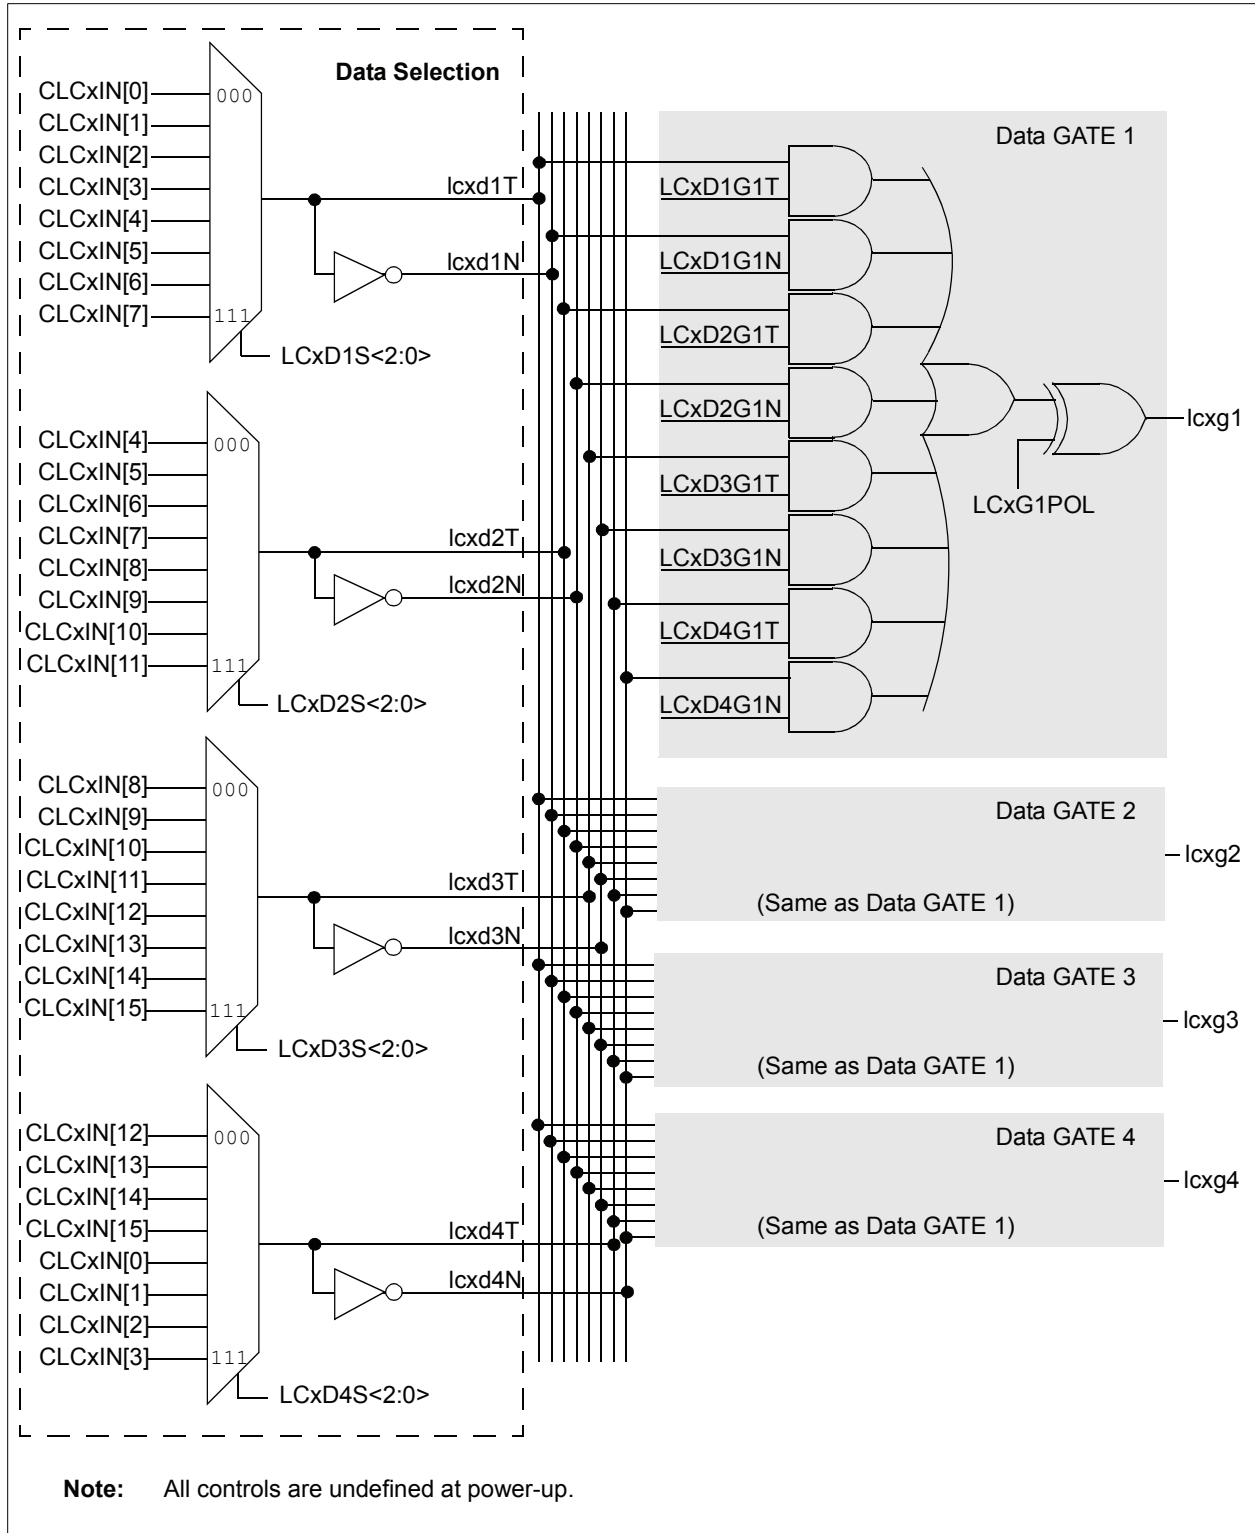 Data Selection
CLCxIN[0]
000
CLCxIN[1]
CLCxIN[2]
CLCxIN[3]
CLCxIN[4]
CLCxIN[5]
CLCxIN[6]
CLCxIN[7]
111
LCxD1S<2:0>
lcxd1T
lcxd1N
CLCxIN[4]
000
CLCxIN[5]
CLCxIN[6]
CLCxIN[7]
CLCxIN[8]
CLCxIN[9]
CLCxIN[10]
CLCxIN[11]
111
LCxD2S<2:0>
lcxd2T
lcxd2N
CLCxIN[8]
000
CLCxIN[9]
CLCxIN[10]
CLCxIN[11]
CLCxIN[12]
CLCxIN[13]
CLCxIN[14]
CLCxIN[15]
111
LCxD3S<2:0>
lcxd3T
lcxd3N
CLCxIN[12]
000
CLCxIN[13]
CLCxIN[14]
CLCxIN[15]
CLCxIN[0]
CLCxIN[1]
CLCxIN[2]
CLCxIN[3]
111
LCxD4S<2:0>
lcxd4T
lcxd4N
Data GATE 1
LCxD1G1T
LCxD1G1N
LCxD2G1T
LCxD2G1N
LCxD3G1T
LCxD3G1N
LCxD4G1T
LCxD4G1N
LCxG1POL
lcxg1
Data GATE 2
(Same as Data GATE 1)
lcxg2
Data GATE 3
(Same as Data GATE 1)
lcxg3
Data GATE 4
(Same as Data GATE 1)
lcxg4
Note: All controls are undefined at power-up.